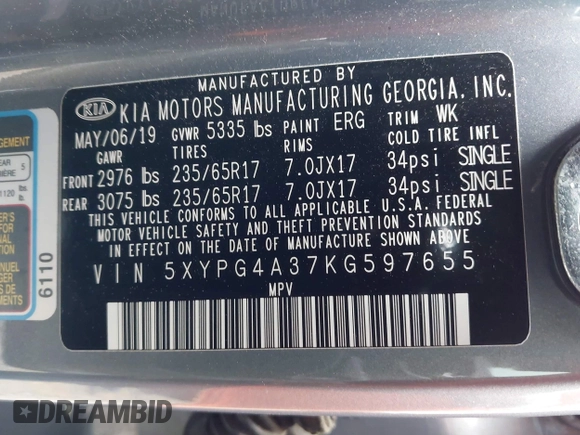 MANUFACTURED BY
KIA KIA MOTORS MANUFACTURING GEORGIA, INC.
MAY/06/19 GVWR 5335 lbs PAINT ERG TRIM WK
GAWR TIRES RIMS COLD TIRE INFL
FRONT 2976 lbs 235/65R17 7.0JX17 34psi SINGLE
REAR 3075 lbs 235/65R17 7.0JX17 34psi SINGLE
THIS VEHICLE CONFORMS TO ALL APPLICABLE U.S.A. FEDERAL
MOTOR VEHICLE SAFETY AND THEFT PREVENTION STANDARDS
IN EFFECT ON THE DATE OF MANUFACTURE SHOWN ABOVE.
VIN 5XYPG4A37KG597655
MPV
5
1120 lbs.
6110
DREAMBID